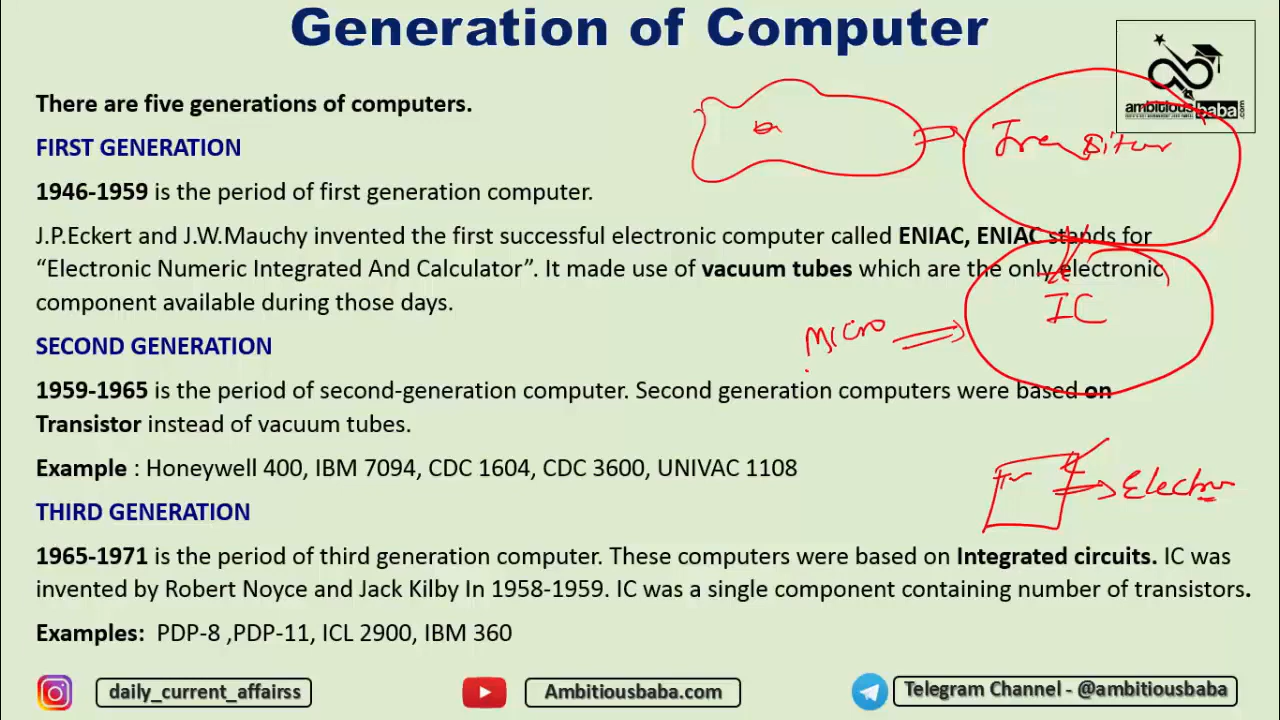 Generation of Computer
ambitiousbaba.com
There are five generations of computers.
FIRST GENERATION
Transitor
1946-1959 is the period of first generation computer.
J.P.Eckert and J.W.Mauchy invented the first successful electronic computer called ENIAC, ENIAC stands for
“Electronic Numeric Integrated And Calculator”. It made use of vacuum tubes which are the only electronic
component available during those days.
IC
Micro
SECOND GENERATION
1959-1965 is the period of second-generation computer. Second generation computers were based on
Transistor instead of vacuum tubes.
Example : Honeywell 400, IBM 7094, CDC 1604, CDC 3600, UNIVAC 1108
THIRD GENERATION
1965-1971 is the period of third generation computer. These computers were based on Integrated circuits. IC was
invented by Robert Noyce and Jack Kilby In 1958-1959. IC was a single component containing number of transistors.
Examples: PDP-8 ,PDP-11, ICL 2900, IBM 360
daily_current_affairss
Ambitiousbaba.com
Telegram Channel - @ambitiousbaba